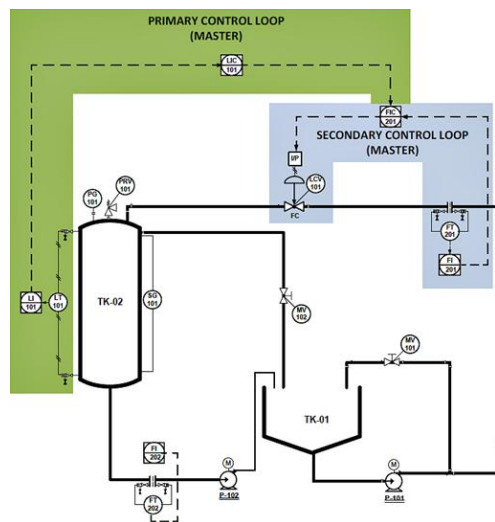 PRIMARY CONTROL LOOP
(MASTER)
LIC
101
FIC
201
SECONDARY CONTROL LOOP
(MASTER)
I/P
LCV
101
FC
PRV
101
PG
101
FT
201
FI
201
LI
101
LT
101
TK-02
SG
101
MV
102
MV
101
TK-01
FI
202
FT
202
M
P-102
M
P-101